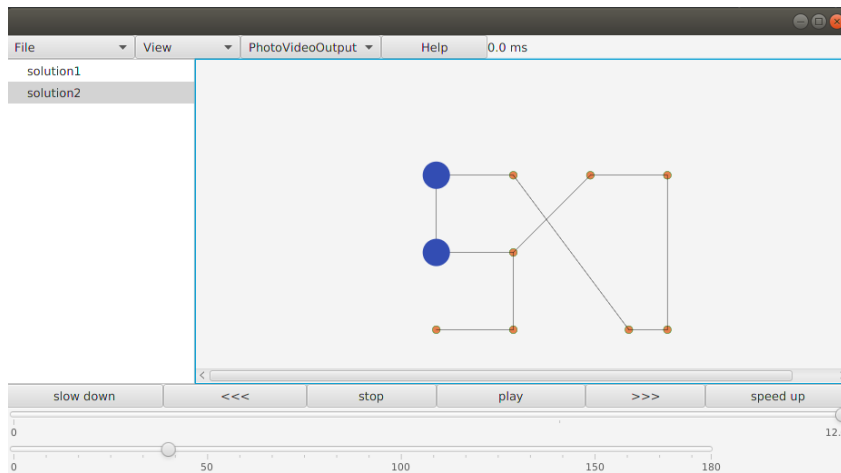 File View PhotoVideoOutput Help 0.0 ms
solution1
solution2
slow down <<< stop play >>> speed up
0 12.
0 50 100 150 180